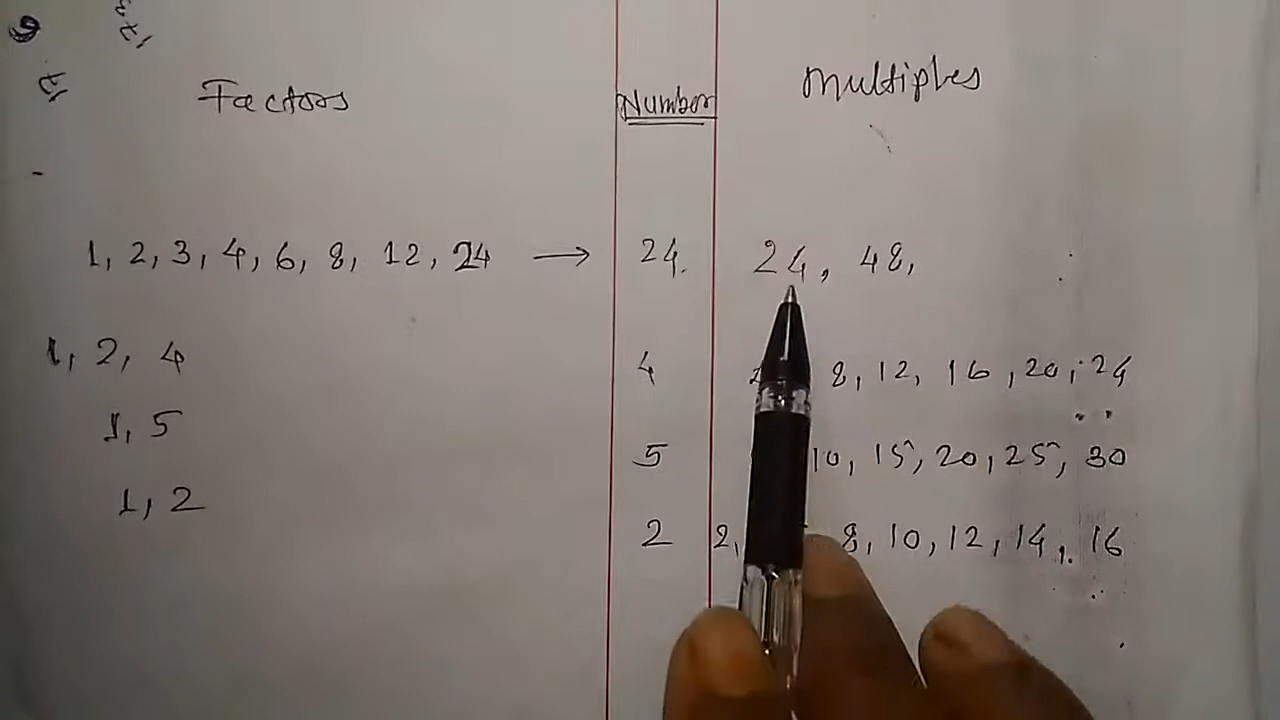 Factors Number Multiples
1, 2, 3, 4, 6, 8, 12, 24 → 24. 24, 48,
1, 2, 4 4 8, 12, 16, 20, 24
1, 5 5 10, 15, 20, 25, 30
1, 2 2 2, 8, 10, 12, 14, 16